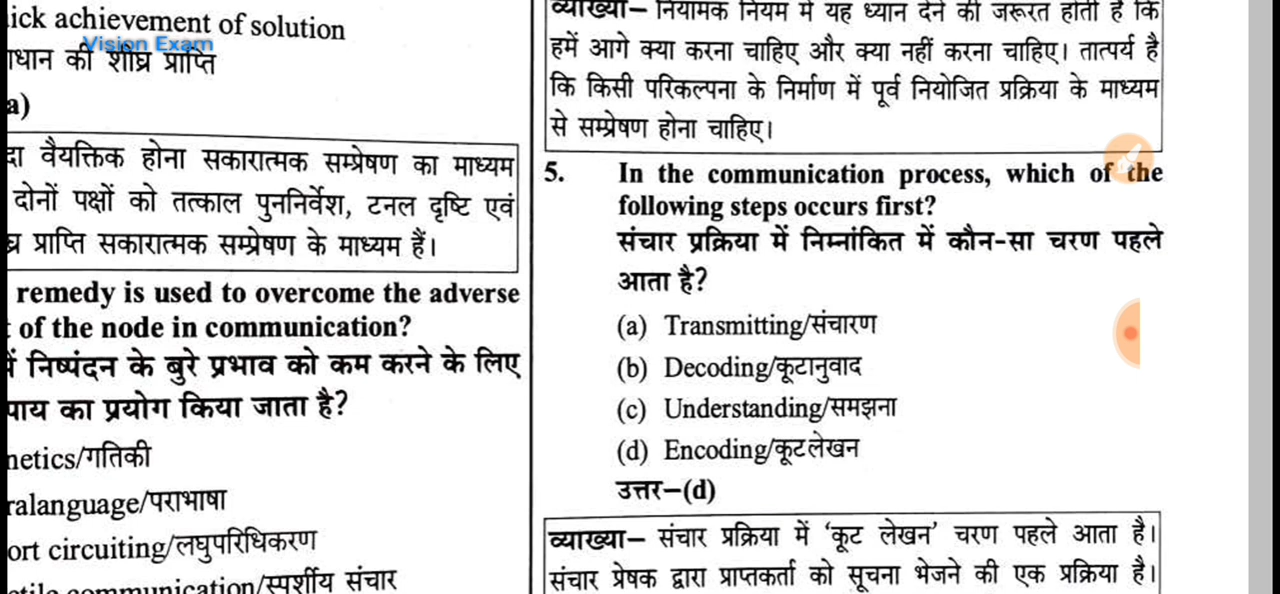 ick achievement of solution
Vision Exam
ाधान की शीघ्र प्राप्ति
a)
दा वैयक्तिक होना सकारात्मक सम्प्रेषण का माध्यम
दोनों पक्षों को तत्काल पुननिर्वेश, टनल दृष्टि एवं
घ्र प्राप्ति सकारात्मक सम्प्रेषण के माध्यम हैं।
remedy is used to overcome the adverse
of the node in communication?
में निष्पंदन के बुरे प्रभाव को कम करने के लिए
पाय का प्रयोग किया जाता है?
netics/गतिकी
ralanguage/पराभाषा
ort circuiting/लघुपरिधिकरण
ctile communication/स्पर्शीय संचार
व्याख्या– नियामक नियम में यह ध्यान देने की जरूरत होती है कि
हमें आगे क्या करना चाहिए और क्या नहीं करना चाहिए। तात्पर्य है
कि किसी परिकल्पना के निर्माण में पूर्व नियोजित प्रक्रिया के माध्यम
से सम्प्रेषण होना चाहिए।
5. In the communication process, which of the
following steps occurs first?
संचार प्रक्रिया में निम्नांकित में कौन-सा चरण पहले
आता है?
(a) Transmitting/संचारण
(b) Decoding/कूटानुवाद
(c) Understanding/समझना
(d) Encoding/कूटलेखन
उत्तर–(d)
व्याख्या– संचार प्रक्रिया में ‘कूट लेखन’ चरण पहले आता है।
संचार प्रेषक द्वारा प्राप्तकर्ता को सूचना भेजने की एक प्रक्रिया है।